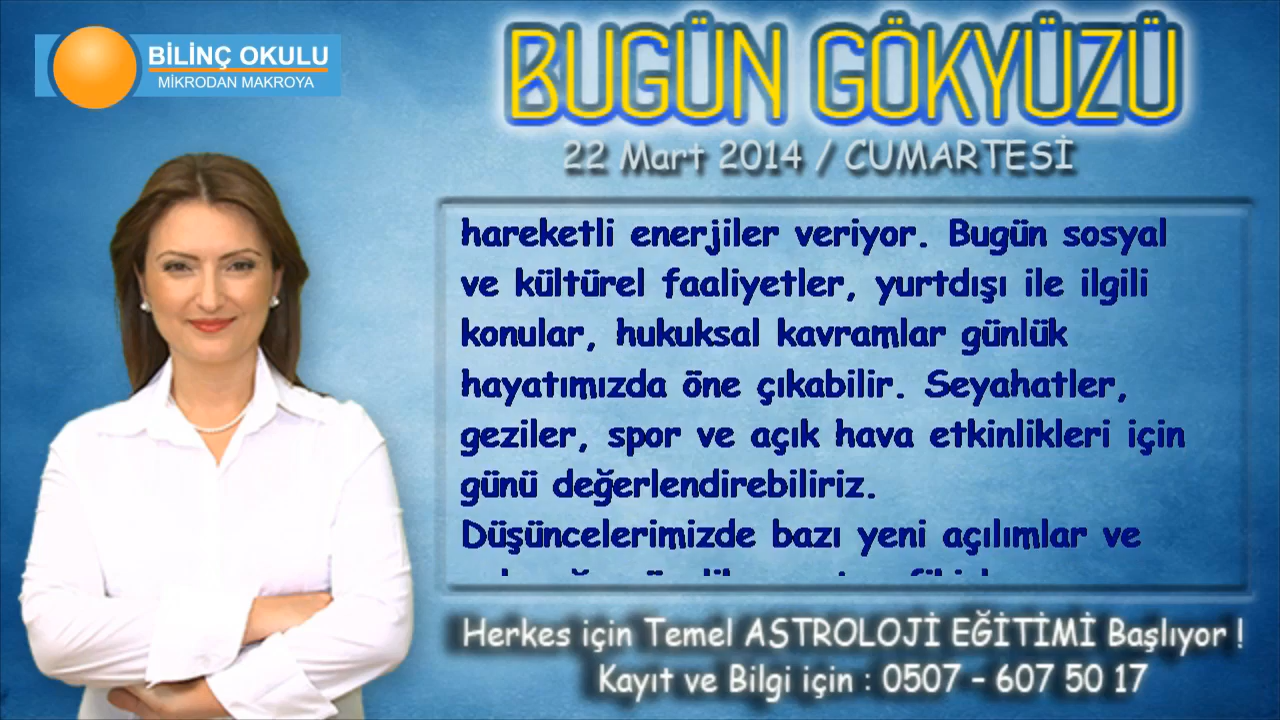 BİLİNÇ OKULU
MİKRODAN MAKROYA
BUGÜN GÖKYÜZÜ
22 Mart 2014 / CUMARTESİ
hareketli enerjiler veriyor. Bugün sosyal
ve kültürel faaliyetler, yurtdışı ile ilgili
konular, hukuksal kavramlar günlük
hayatımızda öne çıkabilir. Seyahatler,
geziler, spor ve açık hava etkinlikleri için
günü değerlendirebiliriz.
Düşüncelerimizde bazı yeni açılımlar ve
Herkes için Temel ASTROLOJİ EĞİTİMİ Başlıyor !
Kayıt ve Bilgi için : 0507 - 607 50 17